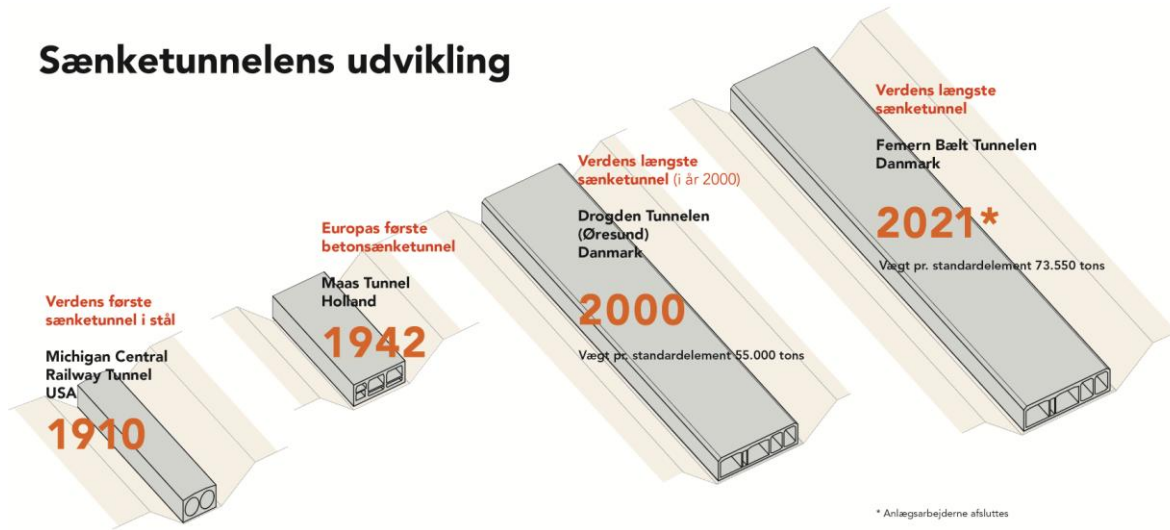 Sænketunnelens udvikling
Verdens første
sænketunnel i stål
Michigan Central
Railway Tunnel
USA
1910
Europas første
betonsænketunnel
Maas Tunnel
Holland
1942
Verdens længste
sænketunnel (i år 2000)
Drogden Tunnelen
(Øresund)
Danmark
2000
Vægt pr. standardelement 55.000 tons
Verdens længste
sænketunnel
Femern Bælt Tunnelen
Danmark
2021*
Vægt pr. standardelement 73.550 tons
* Anlægsarbejderne afsluttes